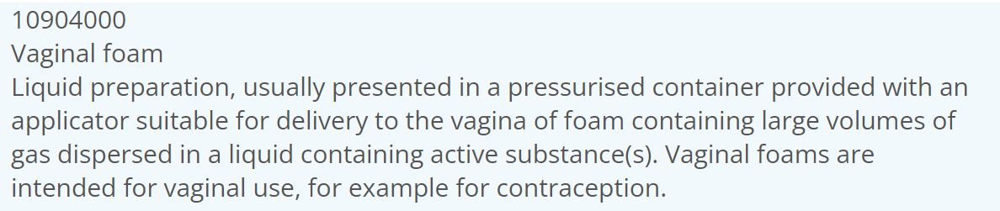 10904000
Vaginal foam
Liquid preparation, usually presented in a pressurised container provided with an
applicator suitable for delivery to the vagina of foam containing large volumes of
gas dispersed in a liquid containing active substance(s). Vaginal foams are
intended for vaginal use, for example for contraception.